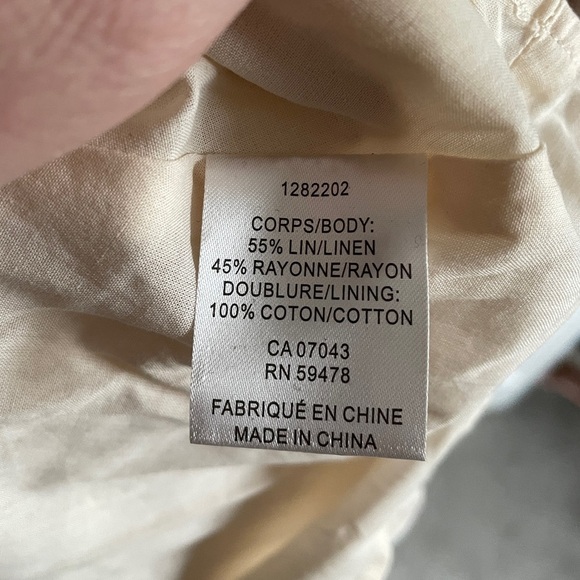 1282202
CORPS/BODY:
55% LIN/LINEN
45% RAYONNE/RAYON
DOUBLURE/LINING:
100% COTON/COTTON
CA 07043
RN 59478
FABRIQUÉ EN CHINE
MADE IN CHINA